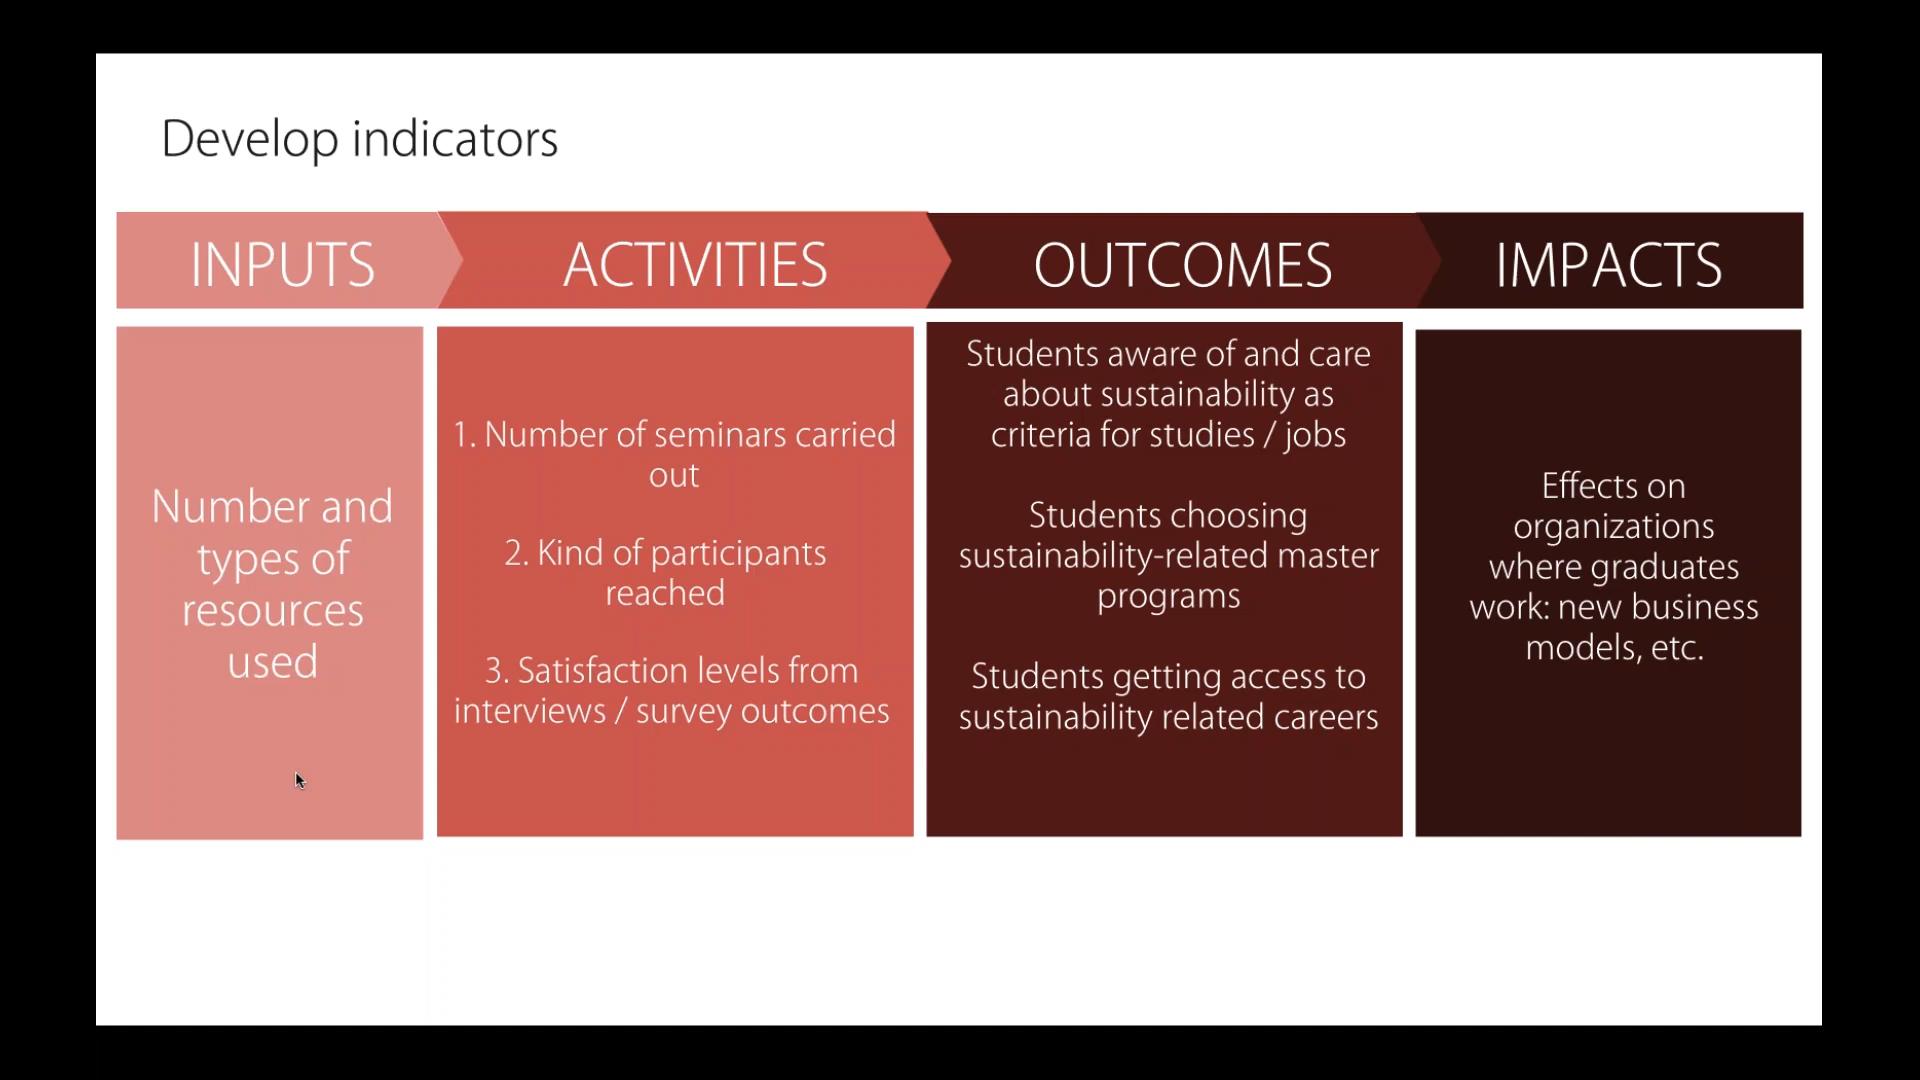 Develop indicators
INPUTS
ACTIVITIES
OUTCOMES
IMPACTS
Number and
types of
resources
used
1. Number of seminars carried
out
2. Kind of participants
reached
3. Satisfaction levels from
interviews / survey outcomes
Students aware of and care
about sustainability as
criteria for studies / jobs
Students choosing
sustainability-related master
programs
Students getting access to
sustainability related careers
Effects on
organizations
where graduates
work: new business
models, etc.